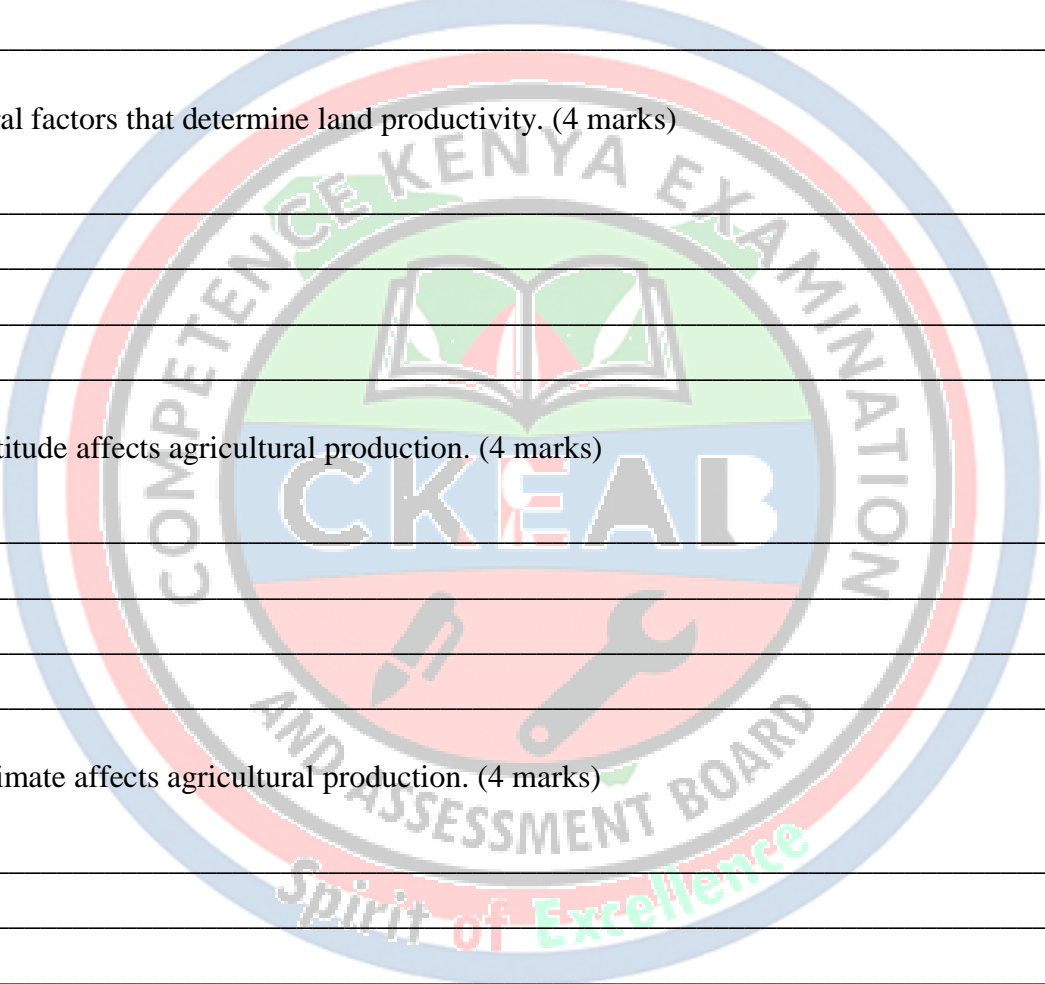 ral factors that determine land productivity. (4 marks)
COMPETENCE KENYA EXAMINATION
titude affects agricultural production. (4 marks)
CKEAB
imate affects agricultural production. (4 marks)
AND ASSESSMENT BOARD
Spirit of Excellence